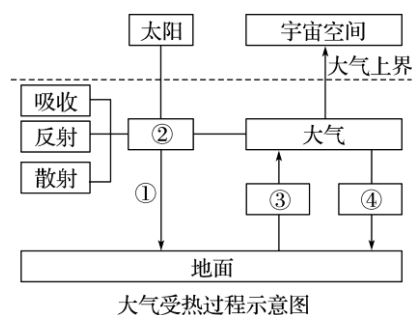 太阳
宇宙空间
大气上界
吸收
反射
散射
②
大气
①
③
④
地面
大气受热过程示意图